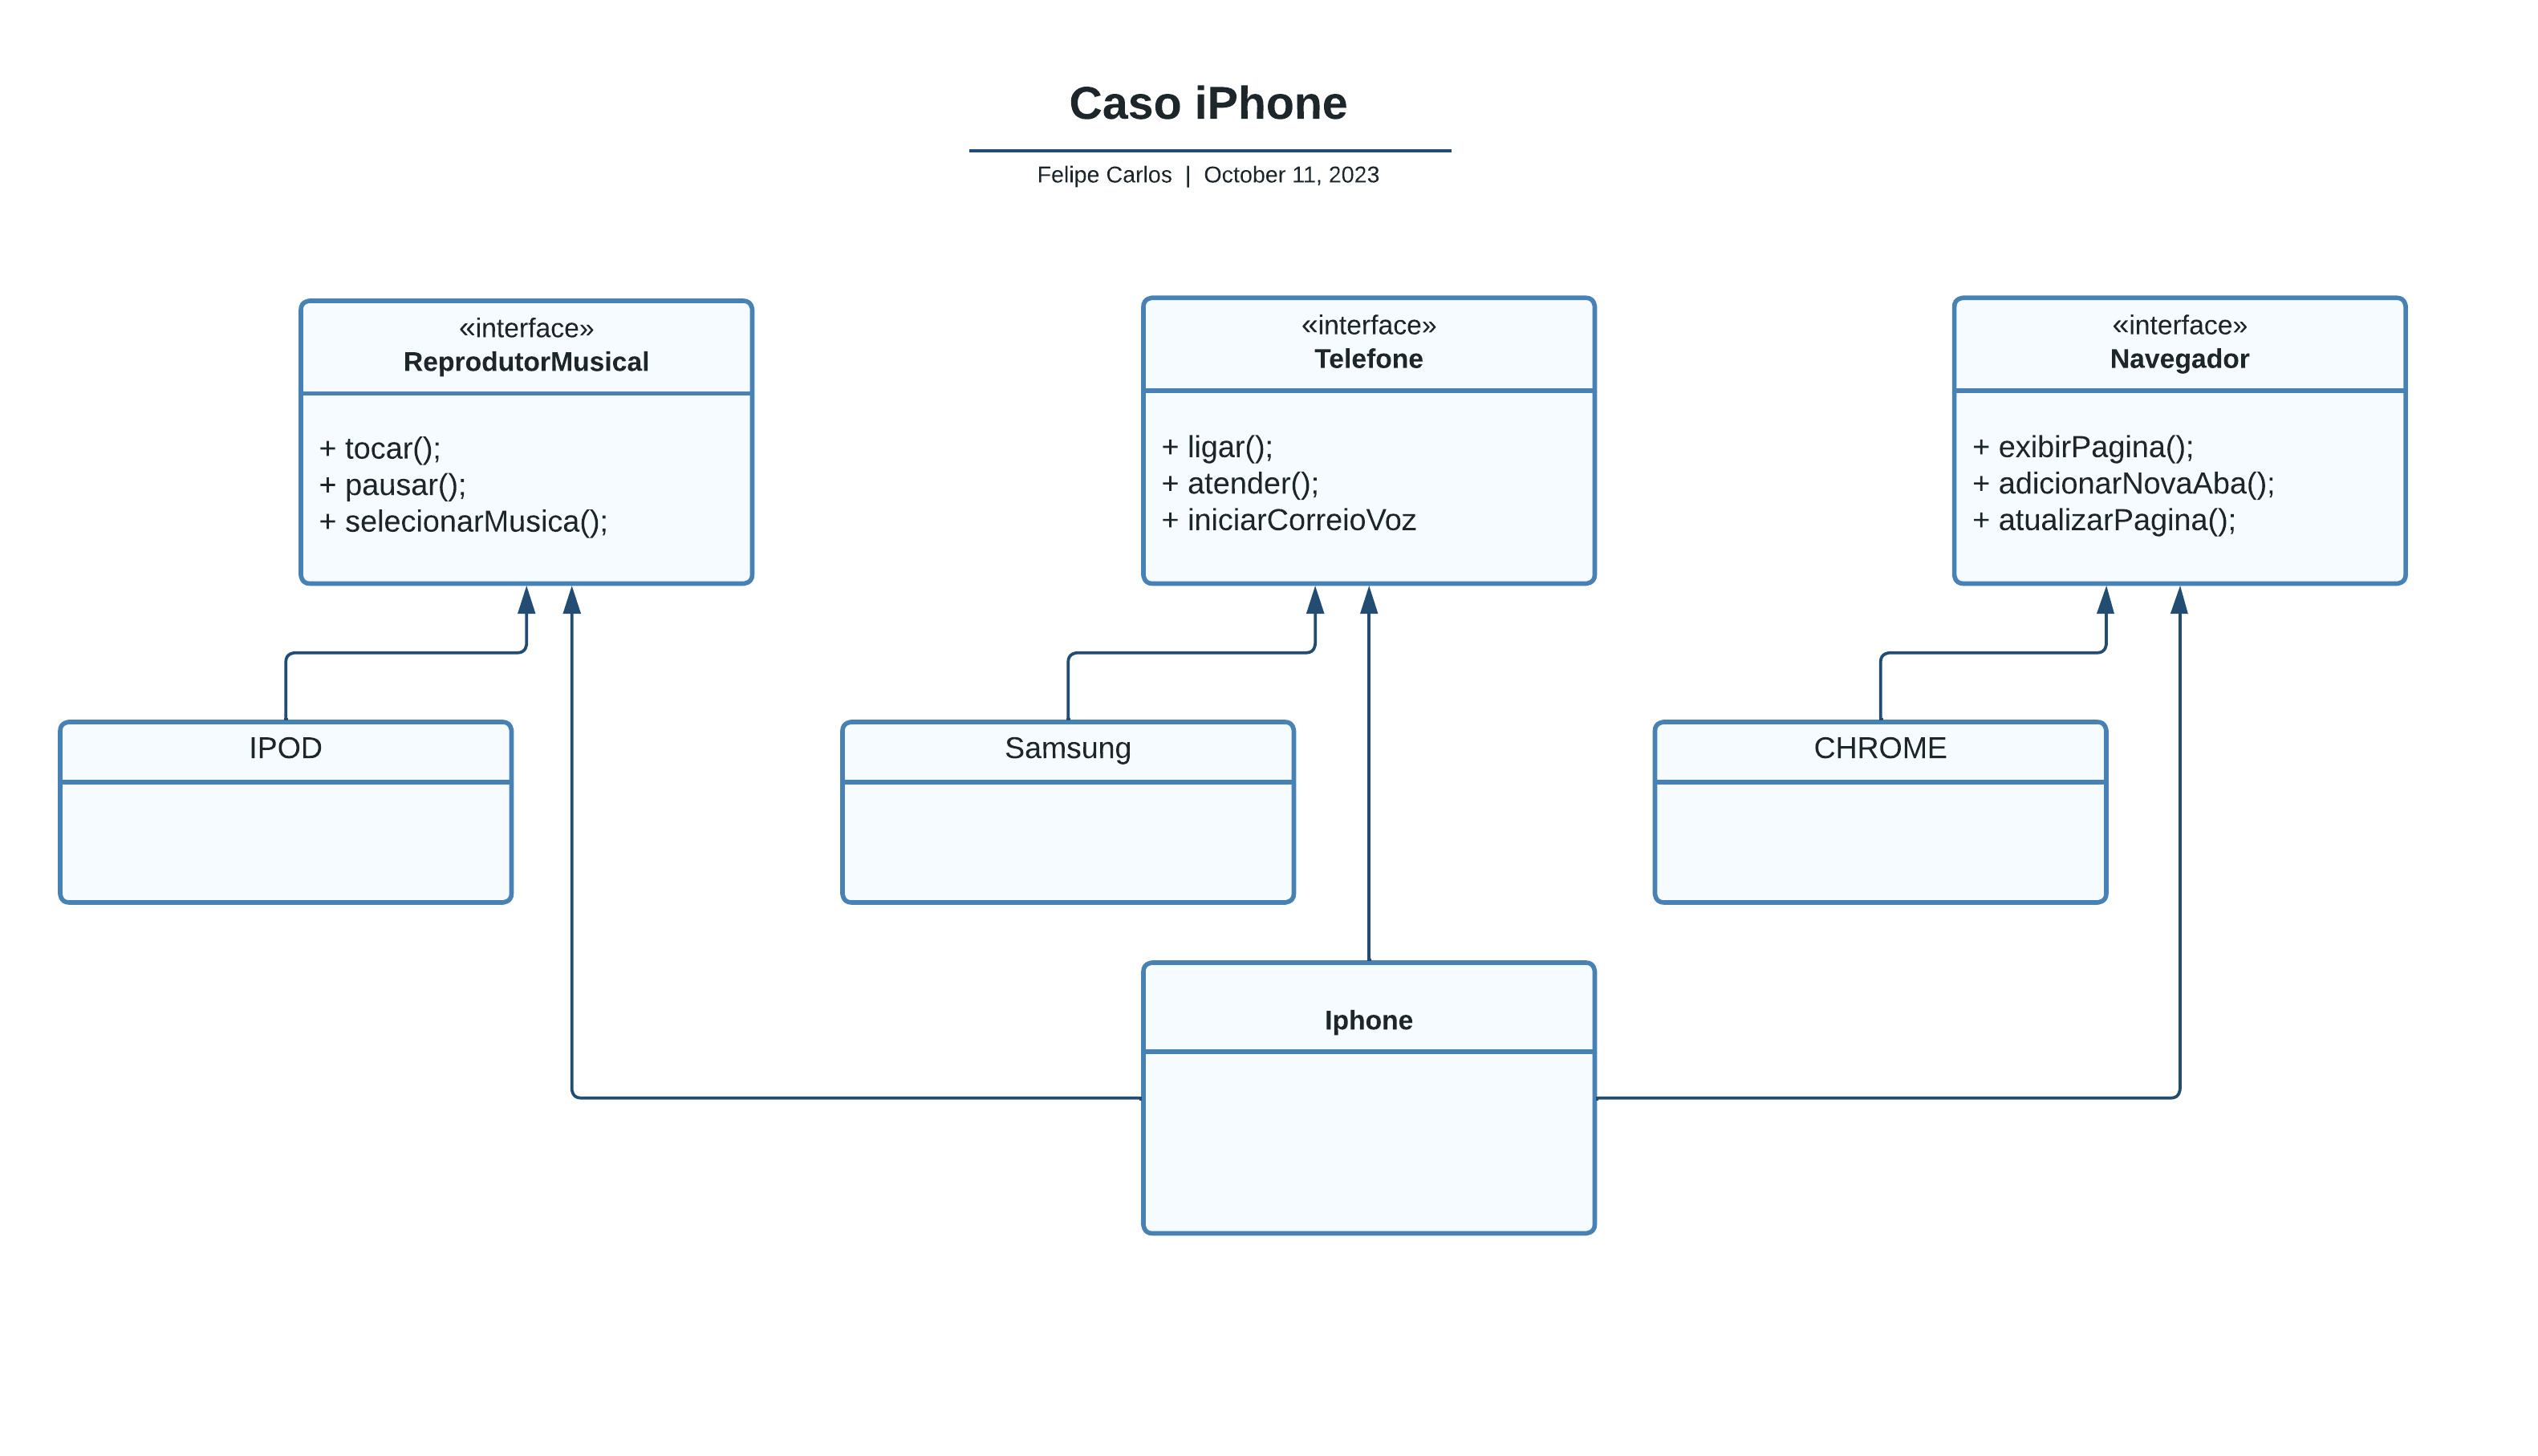 Caso iPhone
Felipe Carlos | October 11, 2023
«interface»
ReprodutorMusical
+ tocar();
+ pausar();
+ selecionarMusica();
«interface»
Telefone
+ ligar();
+ atender();
+ iniciarCorreioVoz
«interface»
Navegador
+ exibirPagina();
+ adicionarNovaAba();
+ atualizarPagina();
IPOD
Samsung
CHROME
Iphone